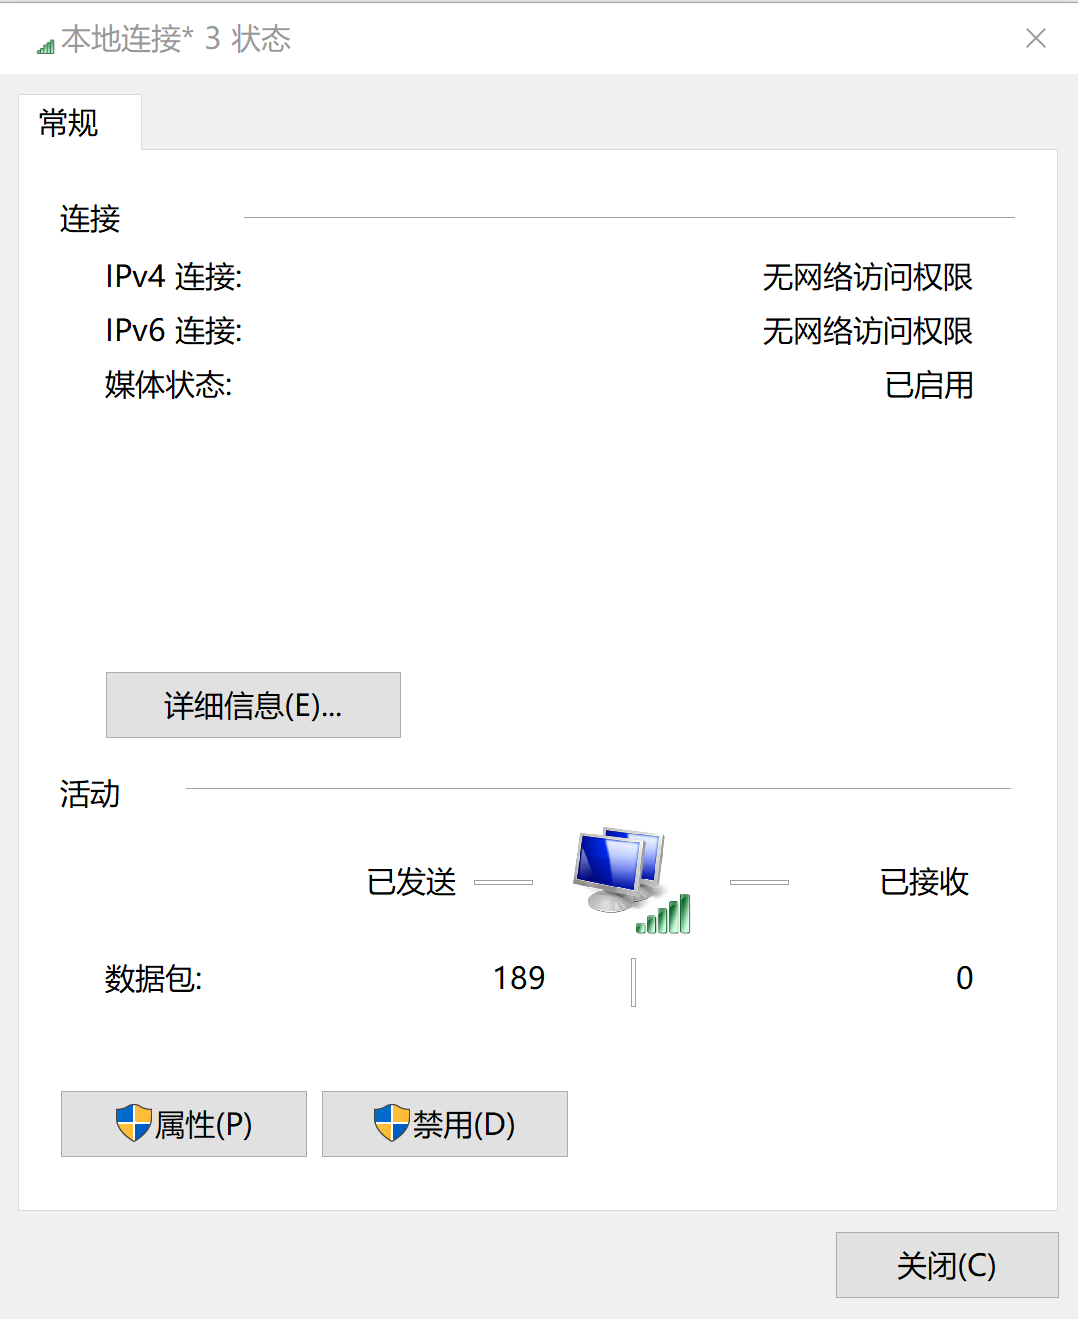 本地连接* 3 状态
常规
连接
IPv4 连接: 无网络访问权限
IPv6 连接: 无网络访问权限
媒体状态: 已启用
详细信息(E)...
活动
已发送 已接收
数据包: 189 0
属性(P) 禁用(D)
关闭(C)